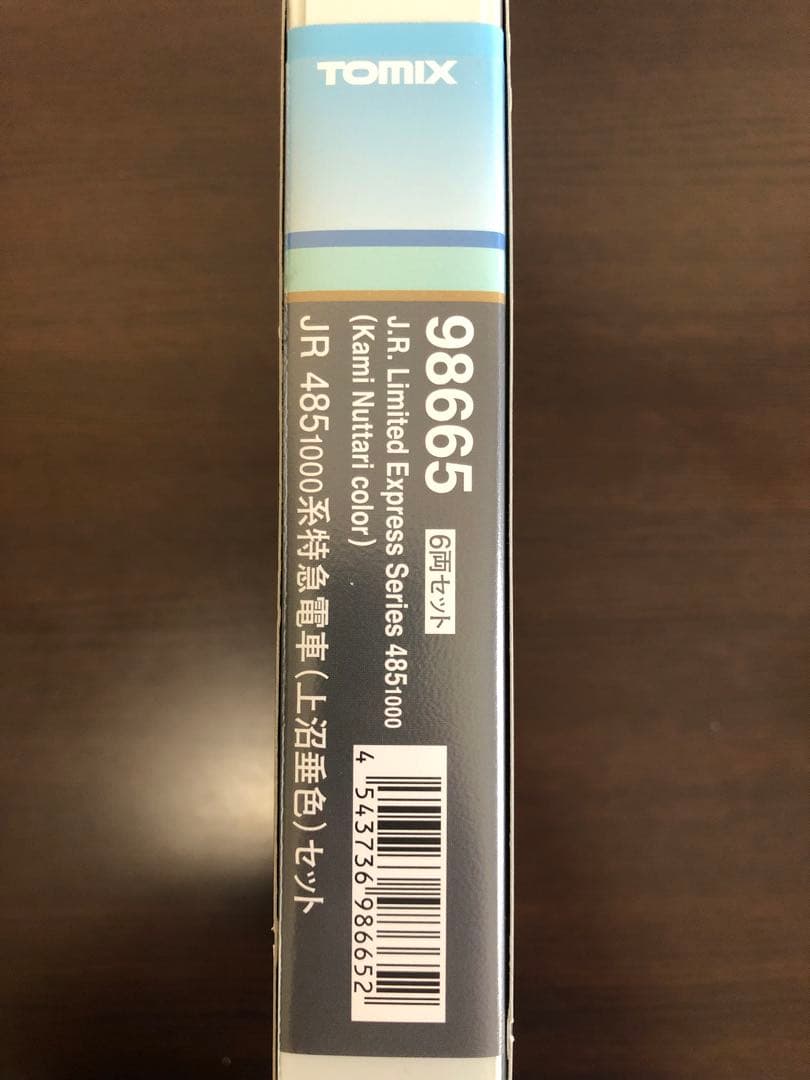 TOMIX
98665 6両セット
J.R. Limited Express Series 4851000
(Kami Nuttari color)
JR 4851000系特急電車(上沼垂色)セット
4 543736 986652